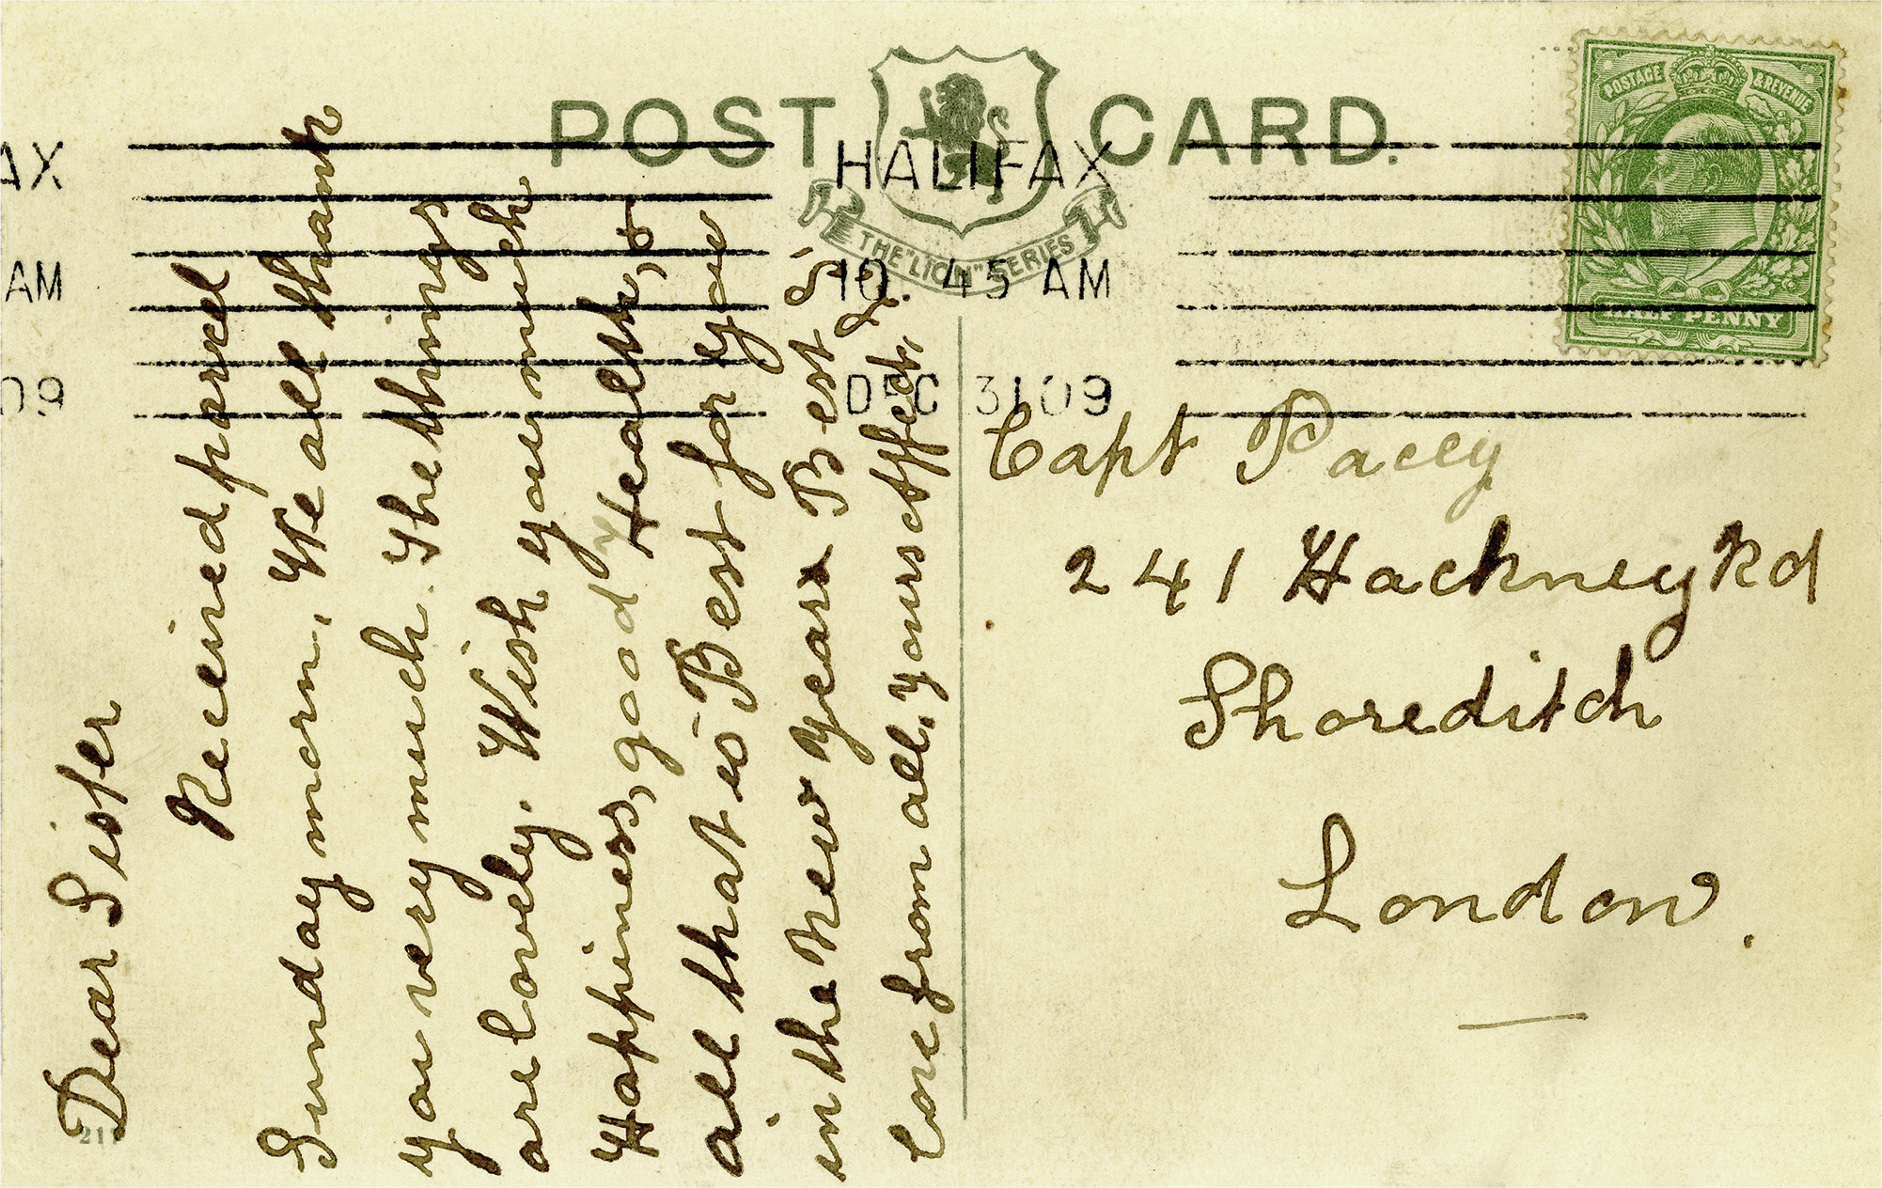 POST CARD.
THE "LION" SERIES
POSTAGE & REVENUE
HALF PENNY
AX
AM
09
HALIFAX
10. 45 AM
DEC 31 09
Dear Sister
Received parcel
Sunday morn, We all thank
you very much. The things
are lovely. Wish you much
Happiness, good Health, &
all that is Best for you
in the New Year Best
love from all, yours Affect,
Capt Pacey
241 Hackney Rd
Shoreditch
London.